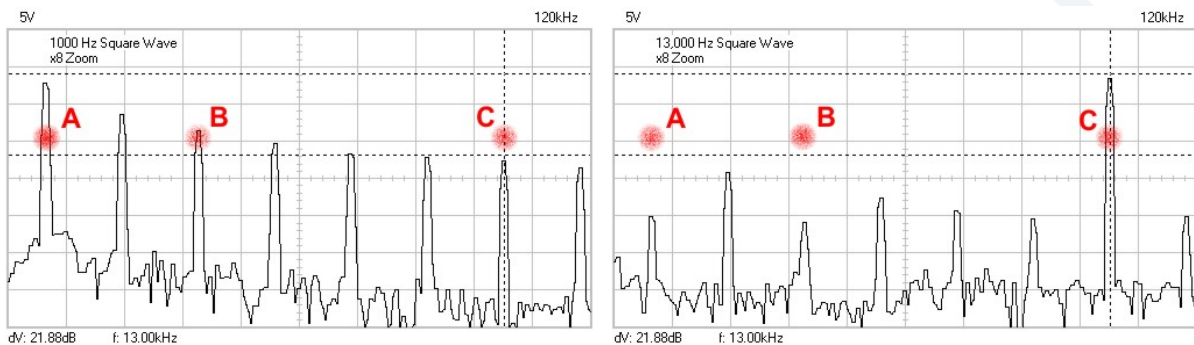 5V 120kHz
1000 Hz Square Wave
x8 Zoom
A
B
C
dV: 21.88dB f: 13.00kHz
5V 120kHz
13,000 Hz Square Wave
x8 Zoom
A
B
C
dV: 21.88dB f: 13.00kHz